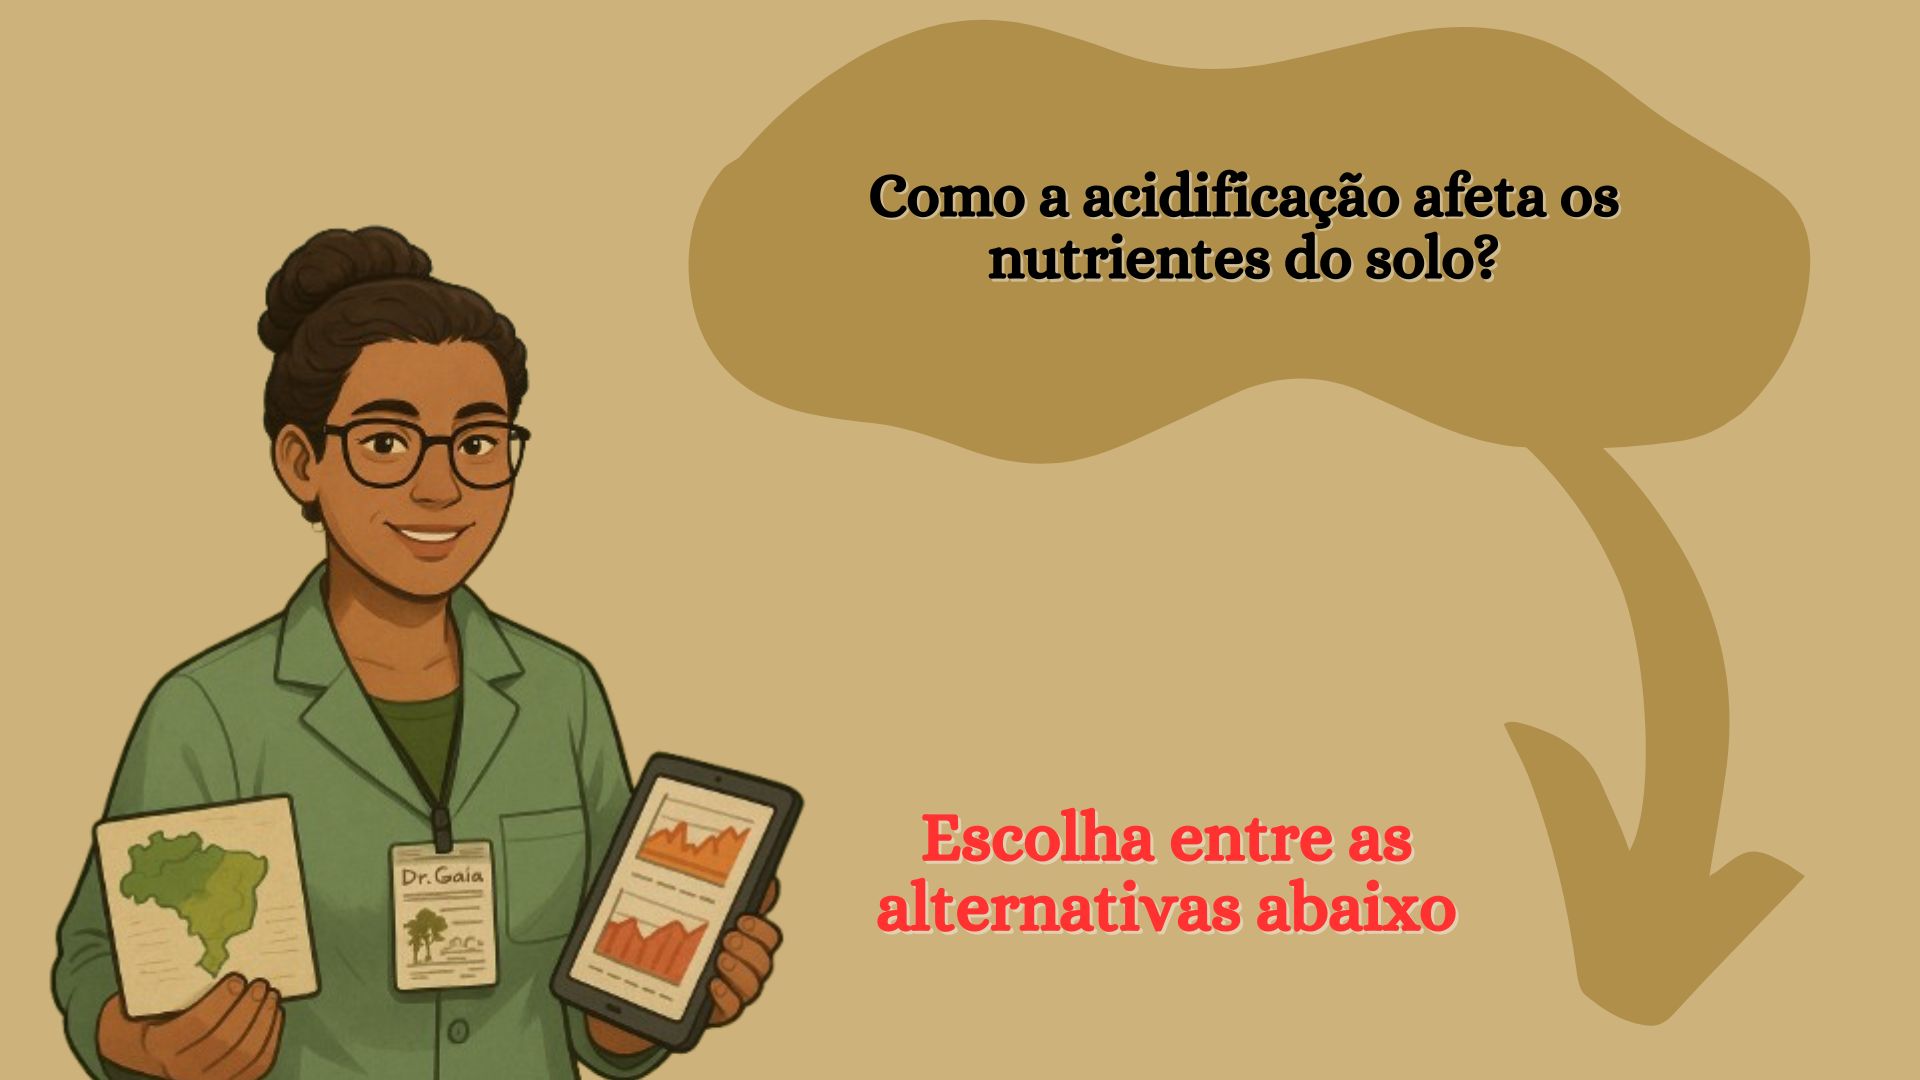 Como a acidificação afeta os
nutrientes do solo?
Dr. Gaia
Escolha entre as
alternativas abaixo